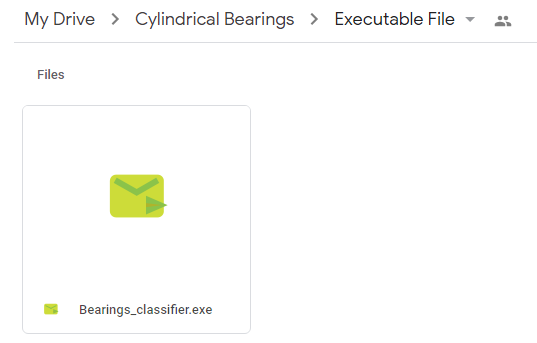 My Drive > Cylindrical Bearings > Executable File
Files
Bearings_classifier.exe